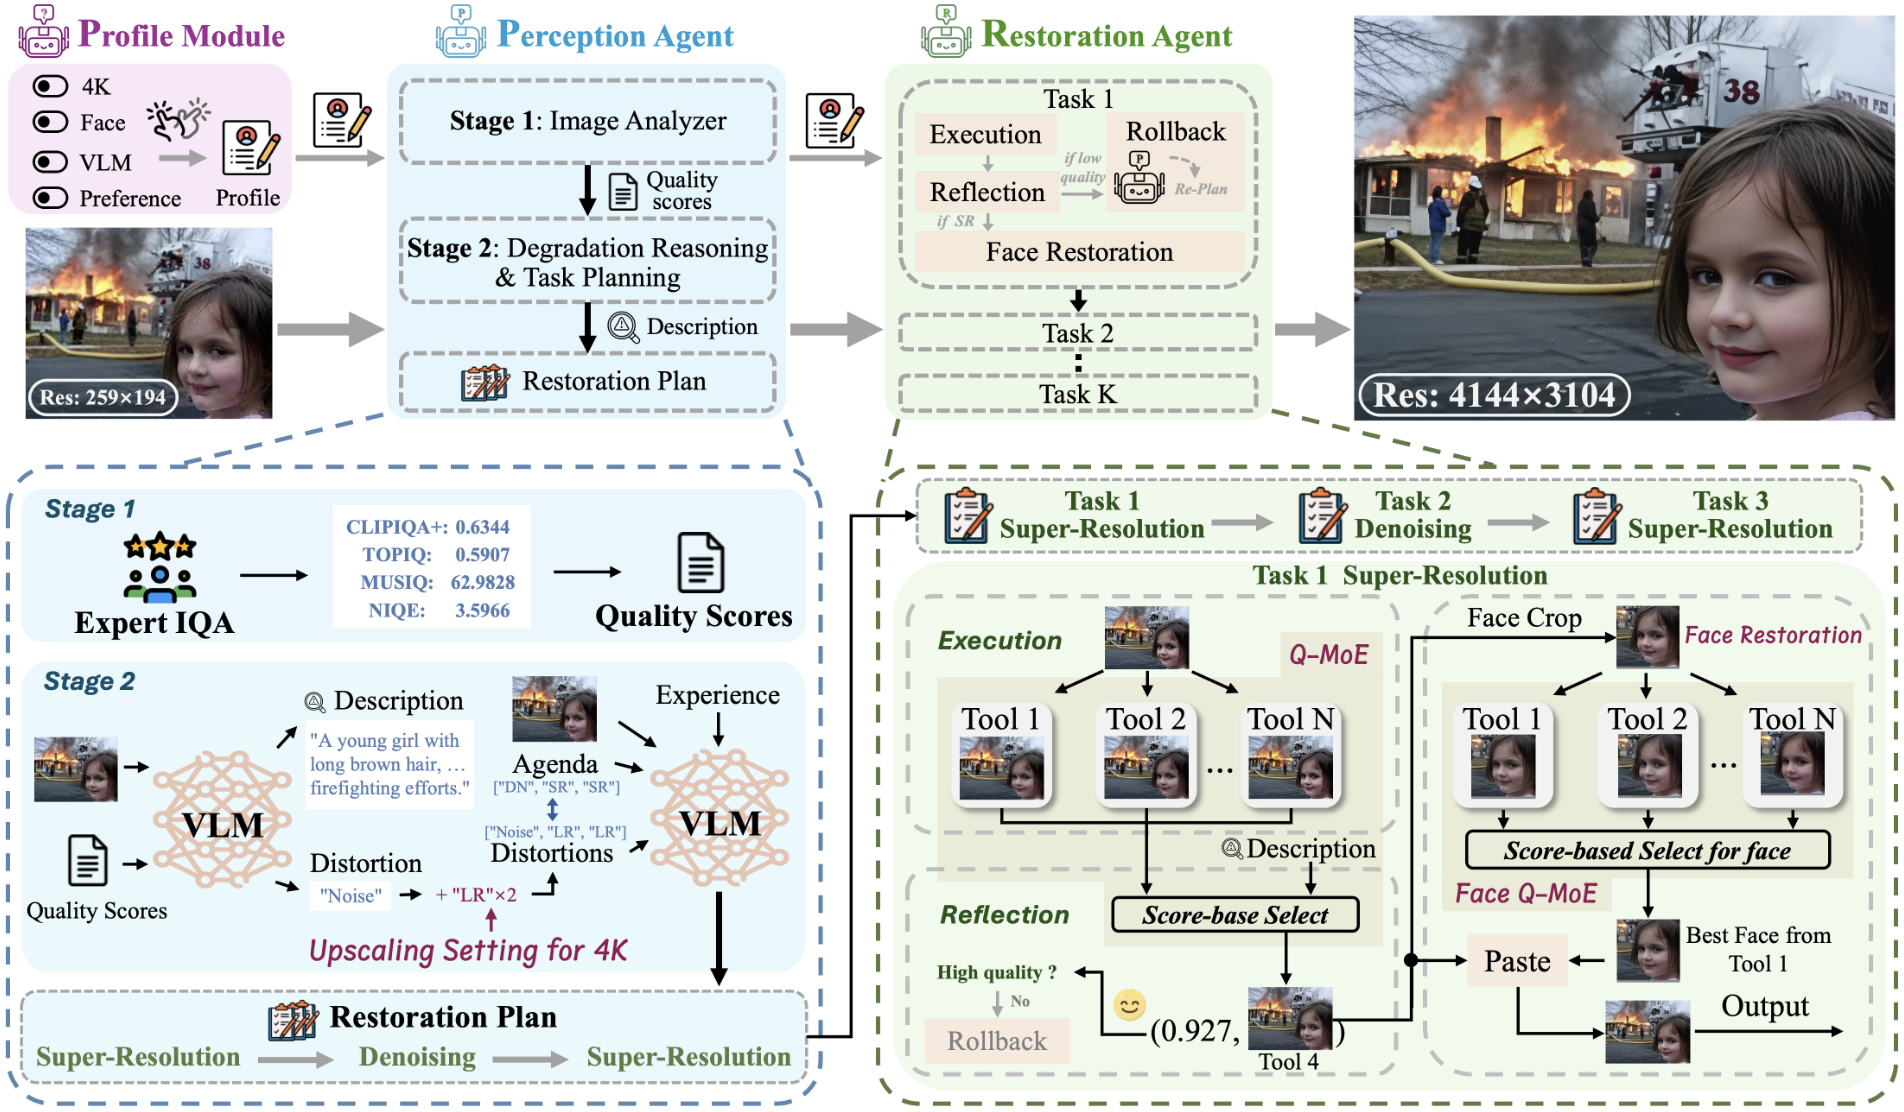 ?
Profile Module
P
Perception Agent
R
Restoration Agent
4K
Face
VLM
Preference
Profile
Res: 259×194
Stage 1: Image Analyzer
Quality
scores
Stage 2: Degradation Reasoning
& Task Planning
Description
Restoration Plan
Task 1
Execution
Reflection
if low
quality
Rollback
P
Re-Plan
if SR
Face Restoration
Task 2
Task K
38
38
Res: 4144×3104
Stage 1
Expert IQA
CLIPIQA+: 0.6344
TOPIQ: 0.5907
MUSIQ: 62.9828
NIQE: 3.5966
Quality Scores
Stage 2
Description
"A young girl with
long brown hair, …
firefighting efforts."
VLM
Quality Scores
Distortion
"Noise"
+ "LR"×2
Upscaling Setting for 4K
Experience
Agenda
["DN", "SR", "SR"]
["Noise", "LR", "LR"]
Distortions
VLM
Restoration Plan
Super-Resolution
Denoising
Super-Resolution
Task 1
Super-Resolution
Task 2
Denoising
Task 3
Super-Resolution
Task 1 Super-Resolution
Execution
Q-MoE
Tool 1
Tool 2
...
Tool N
Description
Reflection
Score-base Select
High quality ?
No
Rollback
(0.927, )
Tool 4
Face Crop
Face Restoration
Tool 1
Tool 2
...
Tool N
Score-based Select for face
Face Q-MoE
Best Face from
Tool 1
Paste
Output